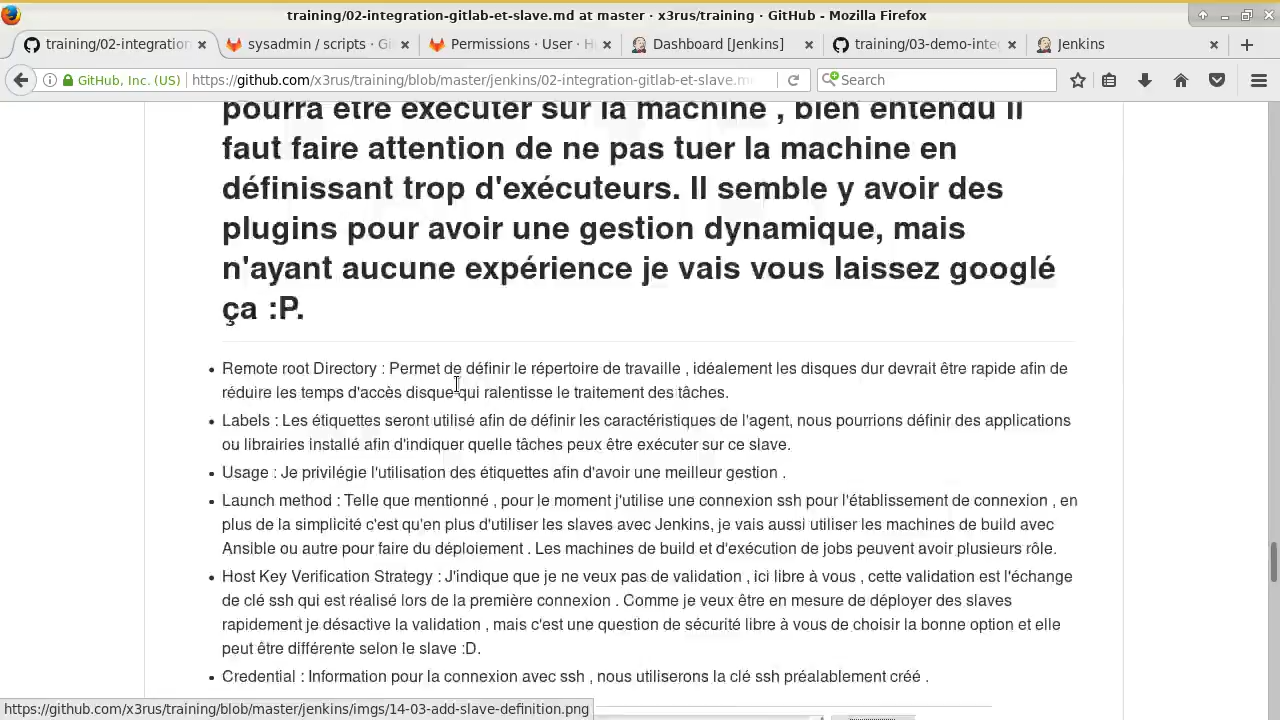 training/02-integration-gitlab-et-slave.md at master · x3rus/training · GitHub - Mozilla Firefox
training/02-integration
sysadmin / scripts · Gi
Permissions · User · H
Dashboard [Jenkins]
training/03-demo-inte
Jenkins
GitHub, Inc. (US)
https://github.com/x3rus/training/blob/master/jenkins/02-integration-gitlab-et-slave.m
Search
pourra être exécuter sur la machine , bien entendu Il
faut faire attention de ne pas tuer la machine en
définissant trop d'exécuteurs. Il semble y avoir des
plugins pour avoir une gestion dynamique, mais
n'ayant aucune expérience je vais vous laissez googlé
ça :P.
• Remote root Directory : Permet de définir le répertoire de travaille , idéalement les disques dur devrait être rapide afin de
réduire les temps d'accès disque qui ralentisse le traitement des tâches.
• Labels : Les étiquettes seront utilisé afin de définir les caractéristiques de l'agent, nous pourrions définir des applications
ou librairies installé afin d'indiquer quelle tâches peux être exécuter sur ce slave.
• Usage : Je privilégie l'utilisation des étiquettes afin d'avoir une meilleur gestion .
• Launch method : Telle que mentionné , pour le moment j'utilise une connexion ssh pour l'établissement de connexion , en
plus de la simplicité c'est qu'en plus d'utiliser les slaves avec Jenkins, je vais aussi utiliser les machines de build avec
Ansible ou autre pour faire du déploiement . Les machines de build et d'exécution de jobs peuvent avoir plusieurs rôle.
• Host Key Verification Strategy : J'indique que je ne veux pas de validation , ici libre à vous , cette validation est l'échange
de clé ssh qui est réalisé lors de la première connexion . Comme je veux être en mesure de déployer des slaves
rapidement je désactive la validation , mais c'est une question de sécurité libre à vous de choisir la bonne option et elle
peut être différente selon le slave :D.
• Credential : Information pour la connexion avec ssh , nous utiliserons la clé ssh préalablement créé .
https://github.com/x3rus/training/blob/master/jenkins/imgs/14-03-add-slave-definition.png